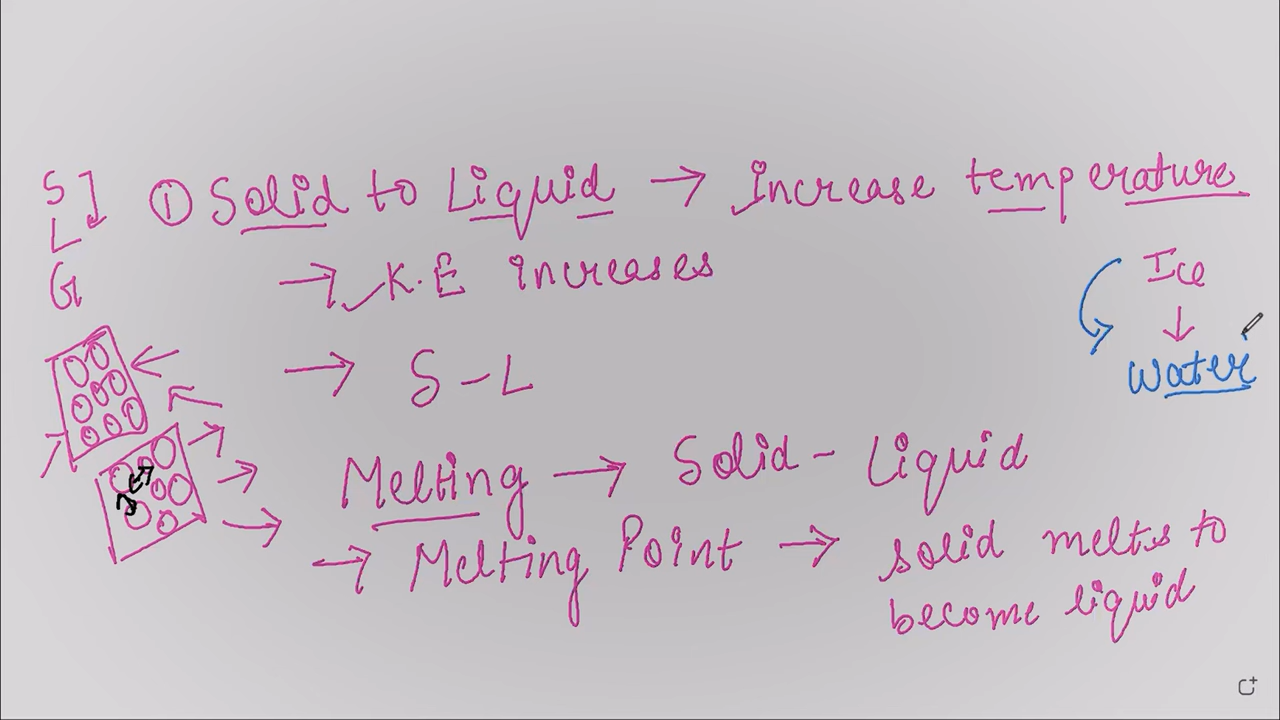 S
L
G
① Solid to Liquid → Increase temperature
→ K.E increases
→ S - L
Melting → Solid - Liquid
→ Melting Point → solid melts to
become liquid
Ice
↓
Water